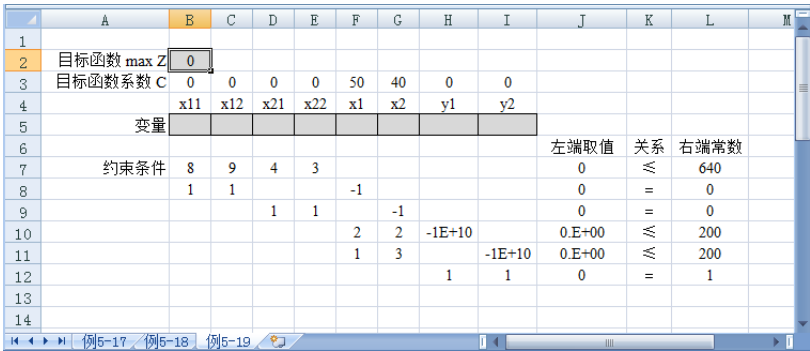 A B C D E F G H I J K L M
1
2 目标函数 max Z 0
3 目标函数系数 C 0 0 0 0 50 40 0 0
4 x11 x12 x21 x22 x1 x2 y1 y2
5 变量
6 左端取值 关系 右端常数
7 约束条件 8 9 4 3 0 ≤ 640
8 1 1 -1 0 = 0
9 1 1 -1 0 = 0
10 2 2 -1E+10 0.E+00 ≤ 200
11 1 3 -1E+10 0.E+00 ≤ 200
12 1 1 0 = 1
13
14
例5-17 例5-18 例5-19